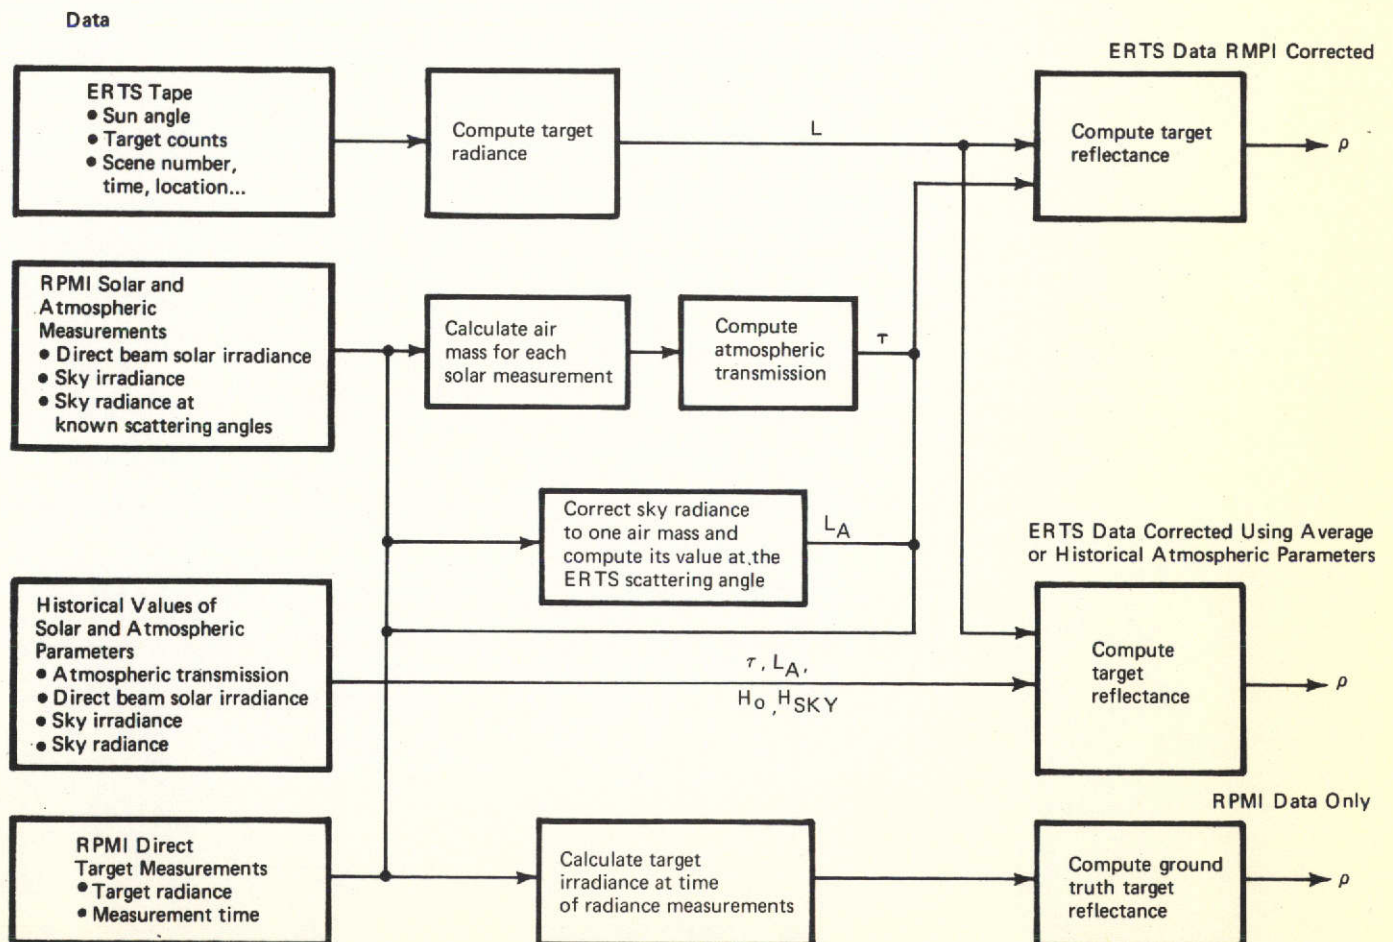 Data
ERTS Data RMPI Corrected
ERTS Tape
• Sun angle
• Target counts
• Scene number,
time, location...
Compute target
radiance
L
Compute target
reflectance
ρ
RPMI Solar and
Atmospheric
Measurements
• Direct beam solar irradiance
• Sky irradiance
• Sky radiance at
known scattering angles
Calculate air
mass for each
solar measurement
Compute
atmospheric
transmission
τ
Correct sky radiance
to one air mass and
compute its value at the
ERTS scattering angle
LA
ERTS Data Corrected Using Average
or Historical Atmospheric Parameters
Historical Values of
Solar and Atmospheric
Parameters
• Atmospheric transmission
• Direct beam solar irradiance
• Sky irradiance
• Sky radiance
τ, LA,
Ho, HSKY
Compute
target
reflectance
ρ
RPMI Data Only
RPMI Direct
Target Measurements
• Target radiance
• Measurement time
Calculate target
irradiance at time
of radiance measurements
Compute ground
truth target
reflectance
ρ